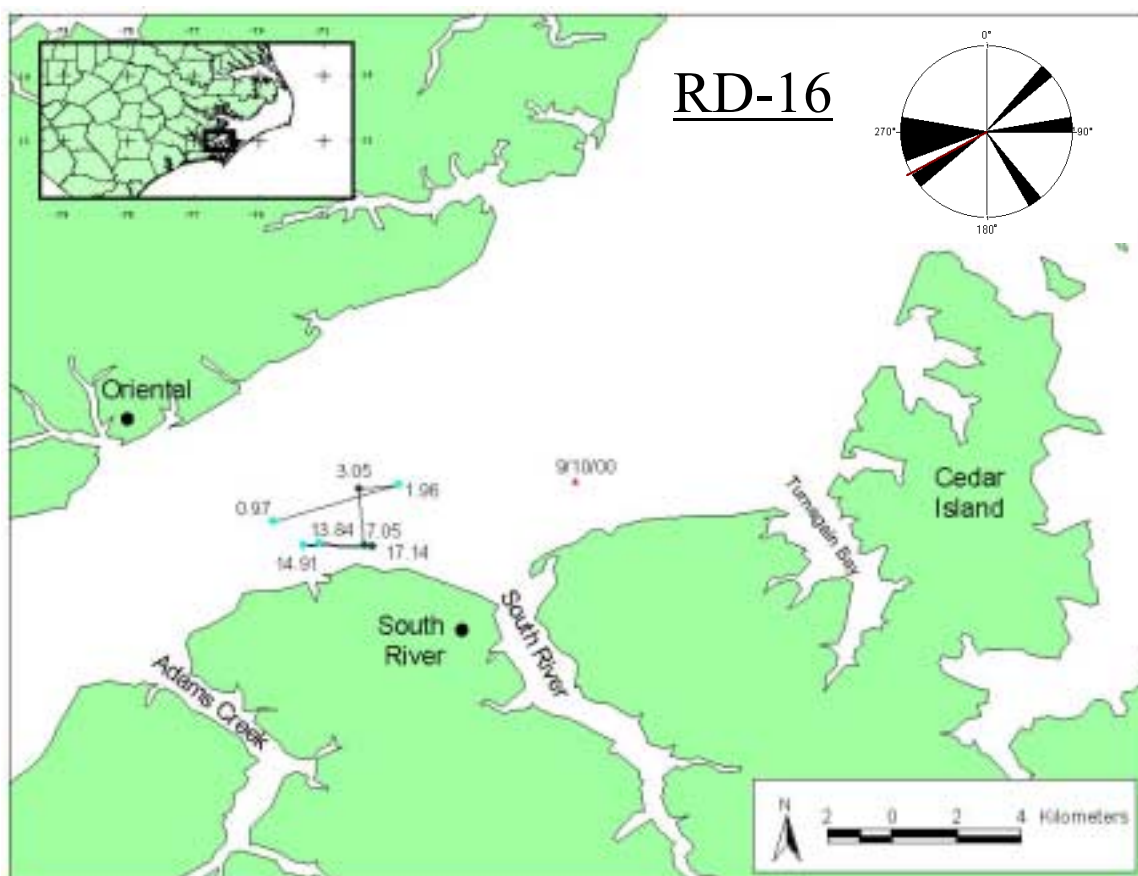 RD-16
0°
270°
90°
180°
Oriental
3.05
1.96
9/10/00
0.97
13.84
7.05
14.91
17.14
Cedar
Island
Turnagain Bay
South
River
South River
Adams Creek
N
2 0 2 4 Kilometers